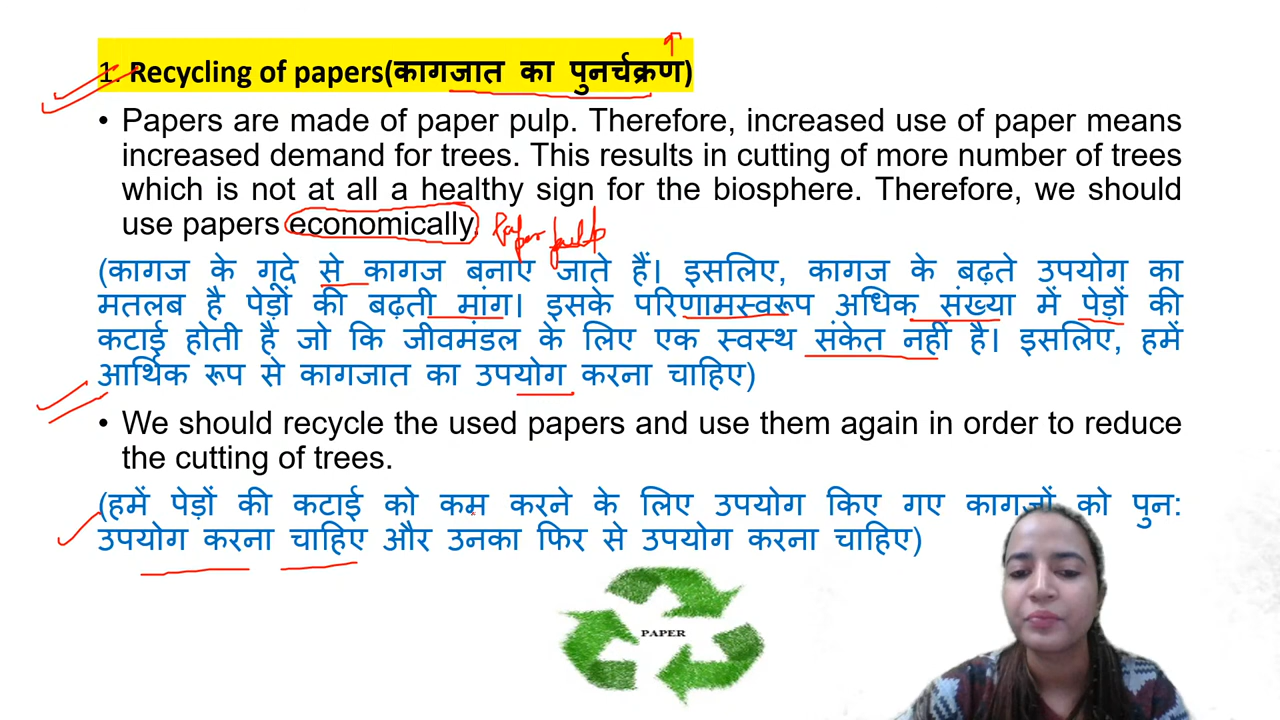 1. Recycling of papers(कागजात का पुनर्चक्रण)
• Papers are made of paper pulp. Therefore, increased use of paper means
increased demand for trees. This results in cutting of more number of trees
which is not at all a healthy sign for the biosphere. Therefore, we should
use papers economically.
Paper pulp
(कागज के गूदे से कागज बनाए जाते हैं। इसलिए, कागज के बढ़ते उपयोग का
मतलब है पेड़ों की बढ़ती मांग। इसके परिणामस्वरूप अधिक संख्या में पेड़ों की
कटाई होती है जो कि जीवमंडल के लिए एक स्वस्थ संकेत नहीं है। इसलिए, हमें
आर्थिक रूप से कागजात का उपयोग करना चाहिए)
• We should recycle the used papers and use them again in order to reduce
the cutting of trees.
(हमें पेड़ों की कटाई को कम करने के लिए उपयोग किए गए कागजों को पुन:
उपयोग करना चाहिए और उनका फिर से उपयोग करना चाहिए)
PAPER